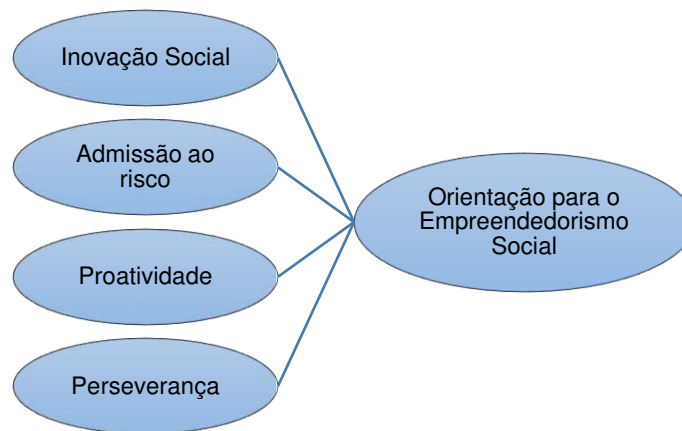 Inovação Social
Admissão ao
risco
Proatividade
Perseverança
Orientação para o
Empreendedorismo
Social